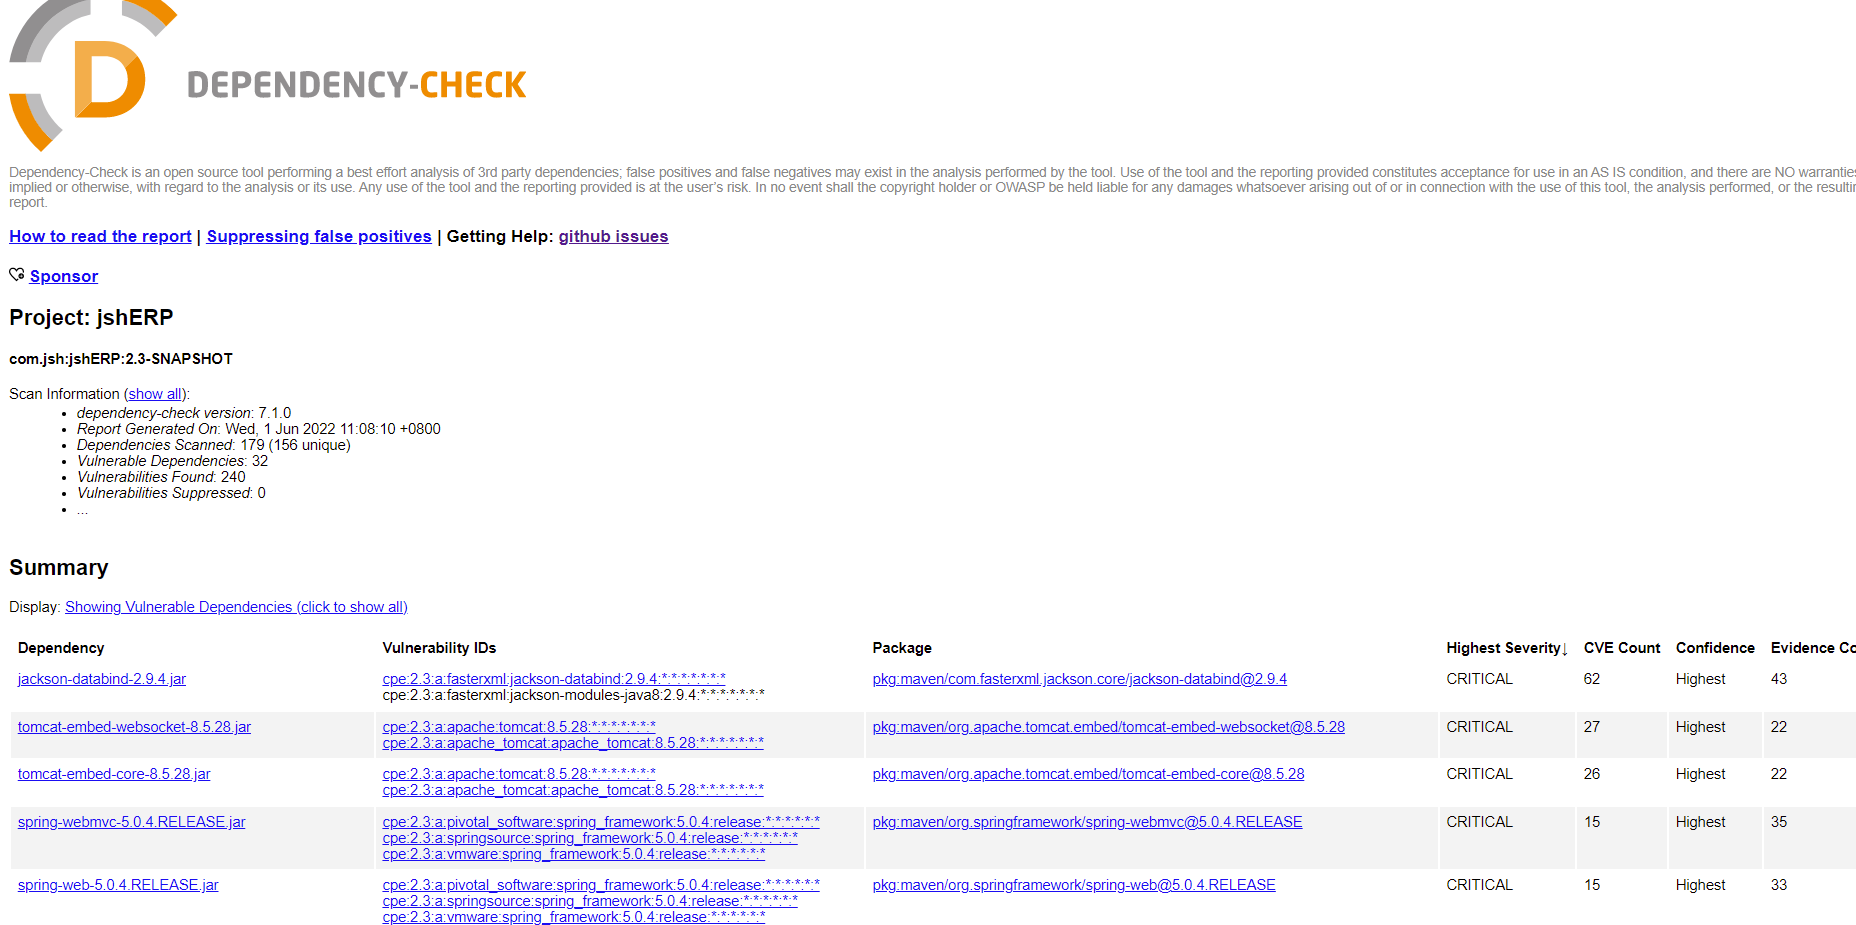 DEPENDENCY-CHECK
Dependency-Check is an open source tool performing a best effort analysis of 3rd party dependencies; false positives and false negatives may exist in the analysis performed by the tool. Use of the tool and the reporting provided constitutes acceptance for use in an AS IS condition, and there are NO warranties
implied or otherwise, with regard to the analysis or its use. Any use of the tool and the reporting provided is at the user's risk. In no event shall the copyright holder or OWASP be held liable for any damages whatsoever arising out of or in connection with the use of this tool, the analysis performed, or the
report.
How to read the report | Suppressing false positives | Getting Help: github issues
Sponsor
Project: jshERP
com.jsh:jshERP:2.3-SNAPSHOT
Scan Information (show all):
• dependency-check version: 7.1.0
• Report Generated On: Wed, 1 Jun 2022 11:08:10 +0800
• Dependencies Scanned: 179 (156 unique)
• Vulnerable Dependencies: 32
• Vulnerabilities Found: 240
• Vulnerabilities Suppressed: 0
• ...
Summary
Display: Showing Vulnerable Dependencies (click to show all)
Dependency Vulnerability IDs Package Highest Severity↓ CVE Count Confidence Evidence
jackson-databind-2.9.4.jar cpe:2.3:a:fasterxml:jackson-databind:2.9.4:*:*:*:*:*:*:* pkg:maven/com.fasterxml.jackson.core/jackson-databind@2.9.4 CRITICAL 62 Highest 43
cpe:2.3:a:fasterxml:jackson-modules-java8:2.9.4:*:*:*:*:*:*:*
tomcat-embed-websocket-8.5.28.jar cpe:2.3:a:apache:tomcat:8.5.28:*:*:*:*:*:*:* pkg:maven/org.apache.tomcat.embed/tomcat-embed-websocket@8.5.28 CRITICAL 27 Highest 22
cpe:2.3:a:apache_tomcat:apache_tomcat:8.5.28:*:*:*:*:*:*:*
tomcat-embed-core-8.5.28.jar cpe:2.3:a:apache:tomcat:8.5.28:*:*:*:*:*:*:* pkg:maven/org.apache.tomcat.embed/tomcat-embed-core@8.5.28 CRITICAL 26 Highest 22
cpe:2.3:a:apache_tomcat:apache_tomcat:8.5.28:*:*:*:*:*:*:*
spring-webmvc-5.0.4.RELEASE.jar cpe:2.3:a:pivotal_software:spring_framework:5.0.4:release:*:*:*:*:*:* pkg:maven/org.springframework/spring-webmvc@5.0.4.RELEASE CRITICAL 15 Highest 35
cpe:2.3:a:springsource:spring_framework:5.0.4:release:*:*:*:*:*:*
cpe:2.3:a:vmware:spring_framework:5.0.4:release:*:*:*:*:*:*
spring-web-5.0.4.RELEASE.jar cpe:2.3:a:pivotal_software:spring_framework:5.0.4:release:*:*:*:*:*:* pkg:maven/org.springframework/spring-web@5.0.4.RELEASE CRITICAL 15 Highest 33
cpe:2.3:a:springsource:spring_framework:5.0.4:release:*:*:*:*:*:*
cpe:2.3:a:vmware:spring_framework:5.0.4:release:*:*:*:*:*:*